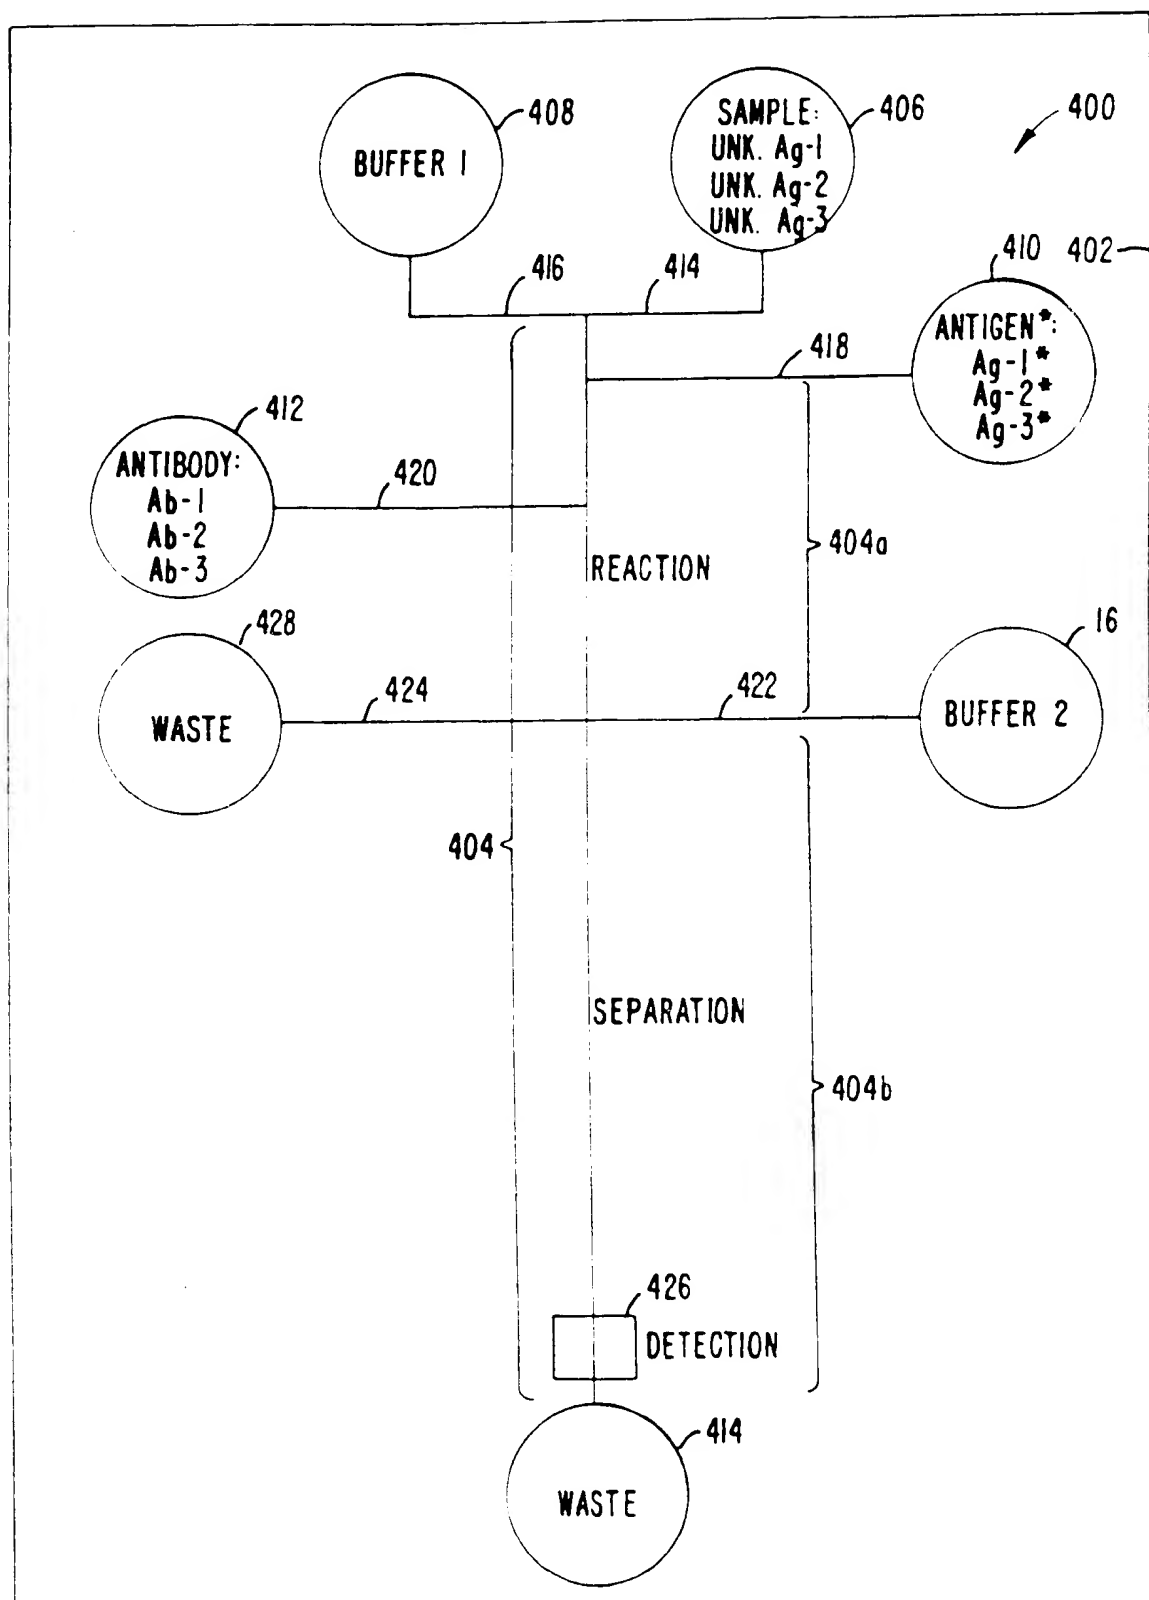 408
BUFFER 1
406
SAMPLE:
UNK. Ag-1
UNK. Ag-2
UNK. Ag-3
400
416
414
410
402
ANTIGEN*:
Ag-1*
Ag-2*
Ag-3*
418
412
ANTIBODY:
Ab-1
Ab-2
Ab-3
420
REACTION
404a
428
WASTE
424
422
16
BUFFER 2
404
SEPARATION
404b
426
DETECTION
414
WASTE